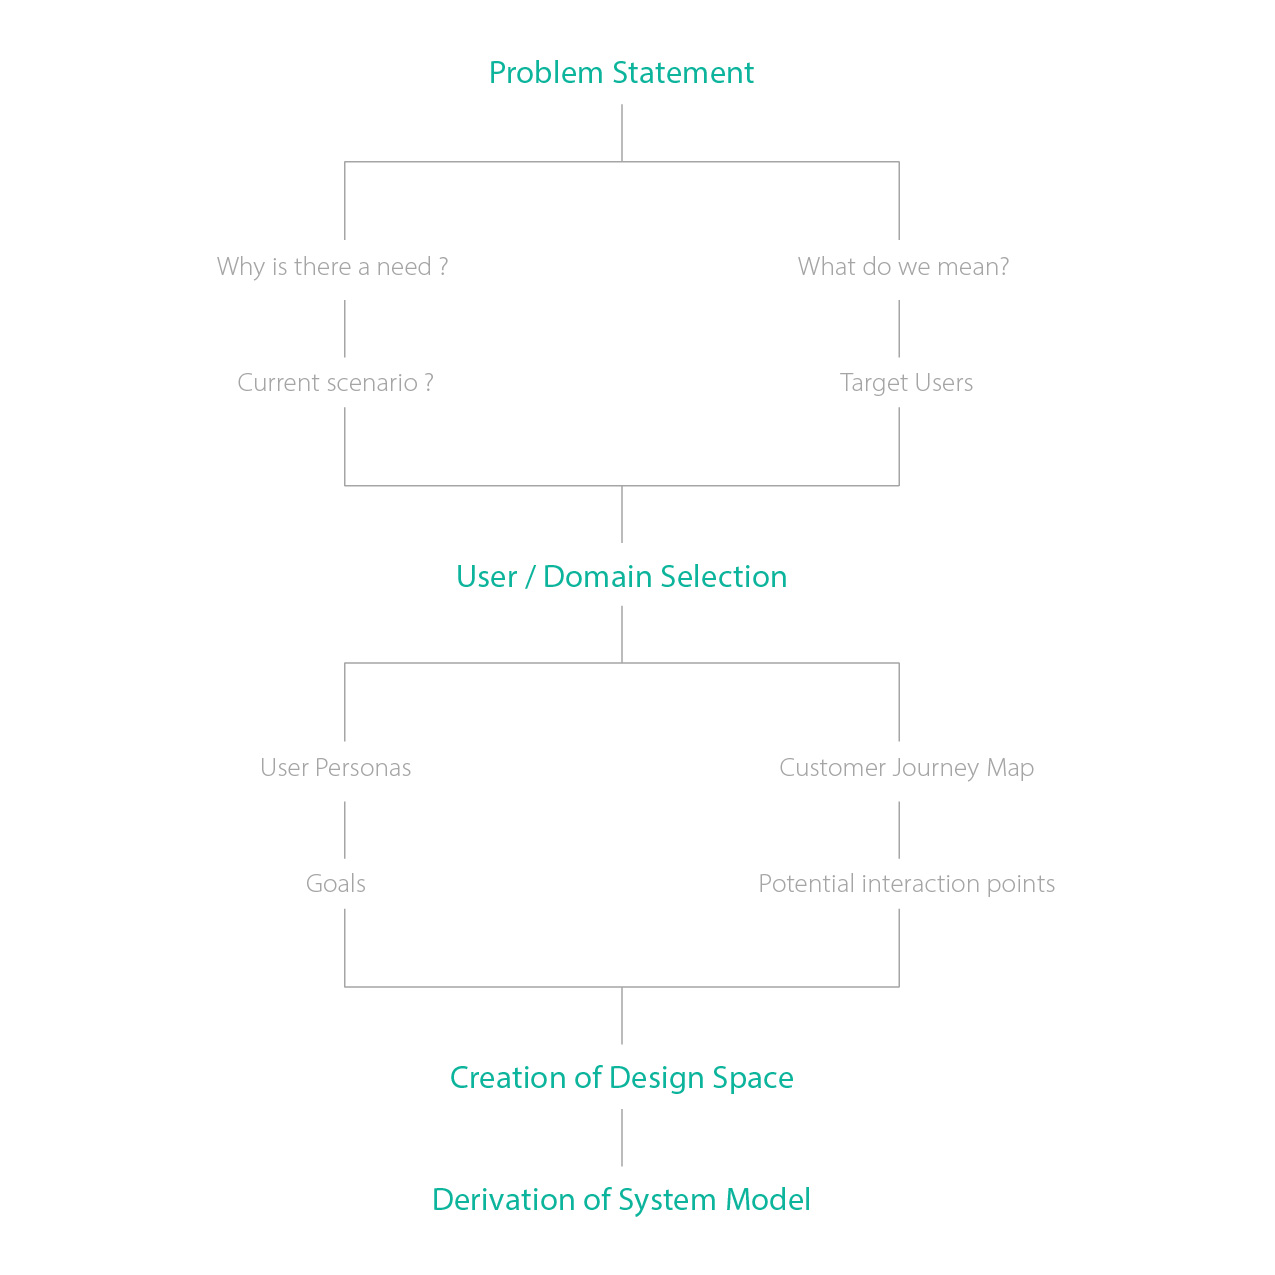 Problem Statement
Why is there a need ?
What do we mean?
Current scenario ?
Target Users
User / Domain Selection
User Personas
Customer Journey Map
Goals
Potential interaction points
Creation of Design Space
Derivation of System Model